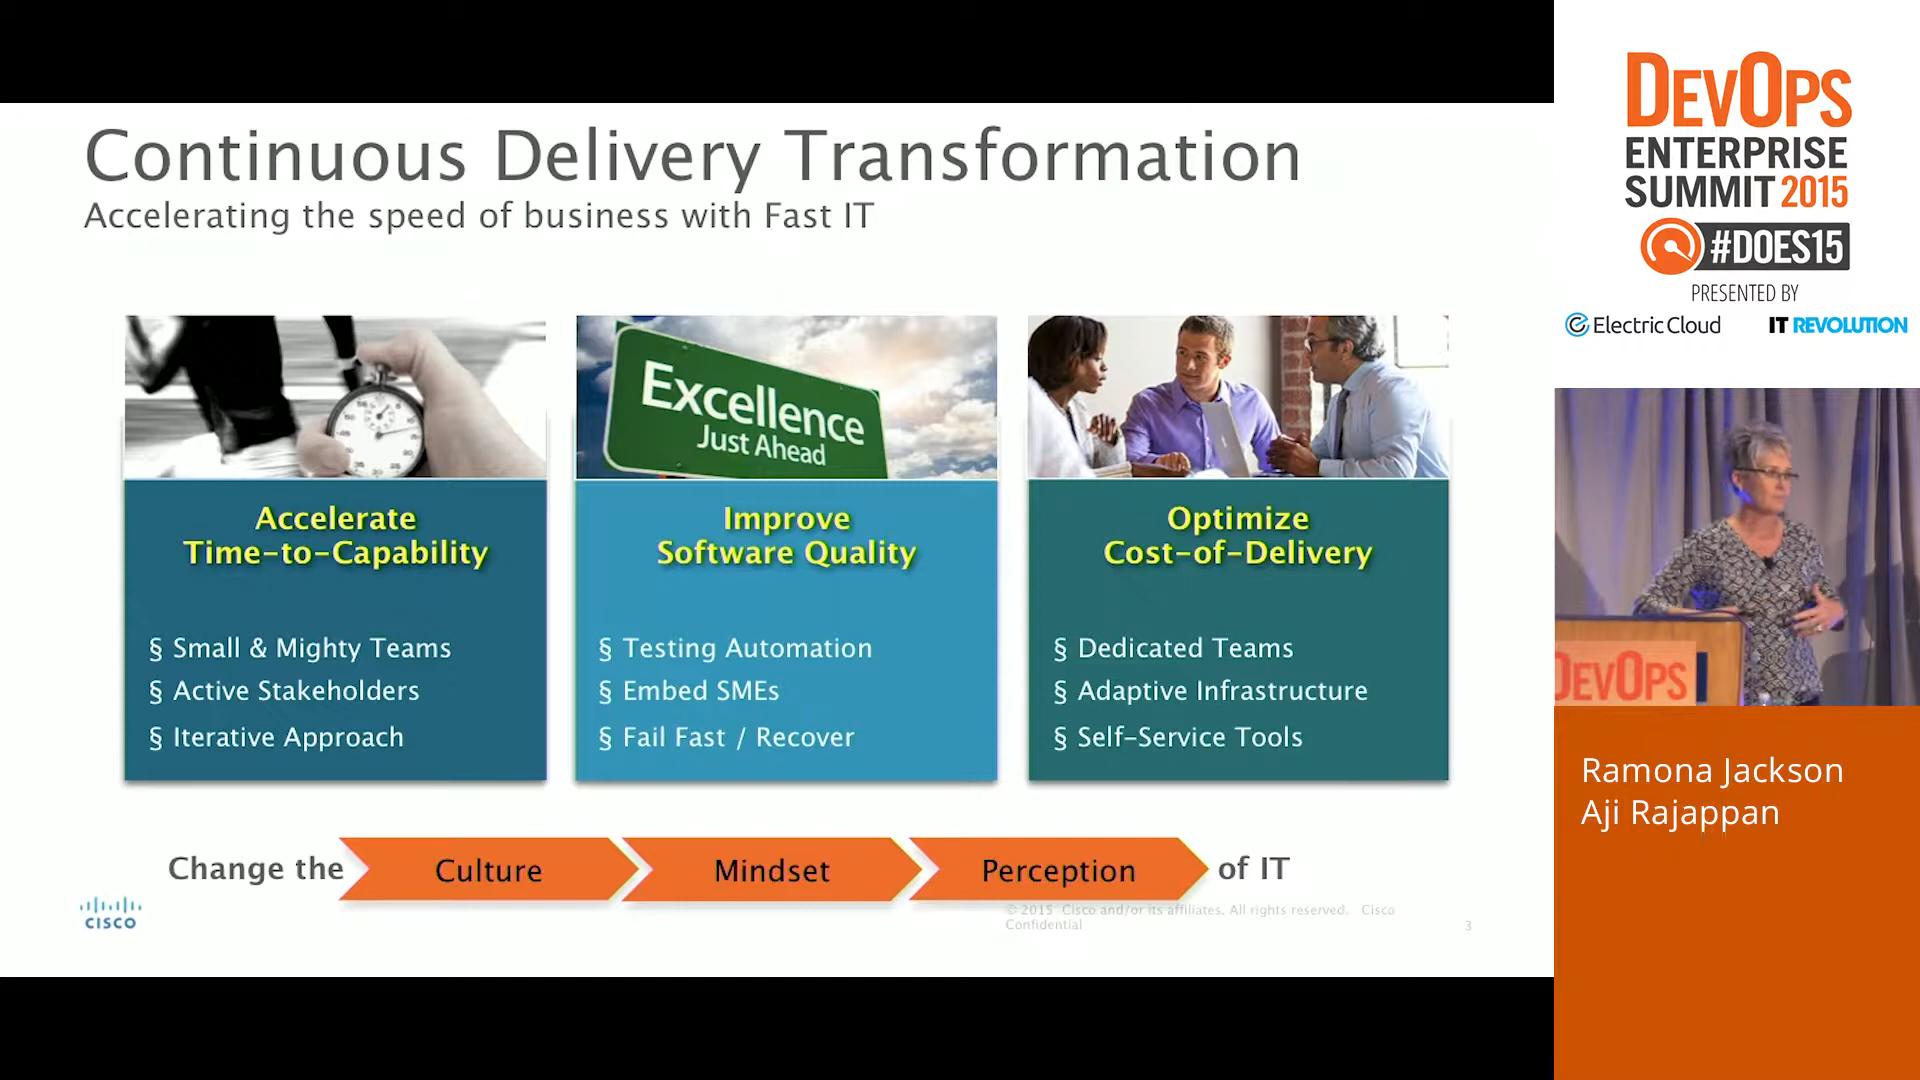 Continuous Delivery Transformation
Accelerating the speed of business with Fast IT
Excellence
Just Ahead
Accelerate
Time-to-Capability
§ Small & Mighty Teams
§ Active Stakeholders
§ Iterative Approach
Improve
Software Quality
§ Testing Automation
§ Embed SMEs
§ Fail Fast / Recover
Optimize
Cost-of-Delivery
§ Dedicated Teams
§ Adaptive Infrastructure
§ Self-Service Tools
Change the Culture Mindset Perception of IT
CISCO
© 2015 Cisco and/or its affiliates. All rights reserved. Cisco
Confidential
3
DEVOPS
ENTERPRISE
SUMMIT 2015
#DOES15
PRESENTED BY
Electric Cloud IT REVOLUTION
DEVOPS
Ramona Jackson
Aji Rajappan